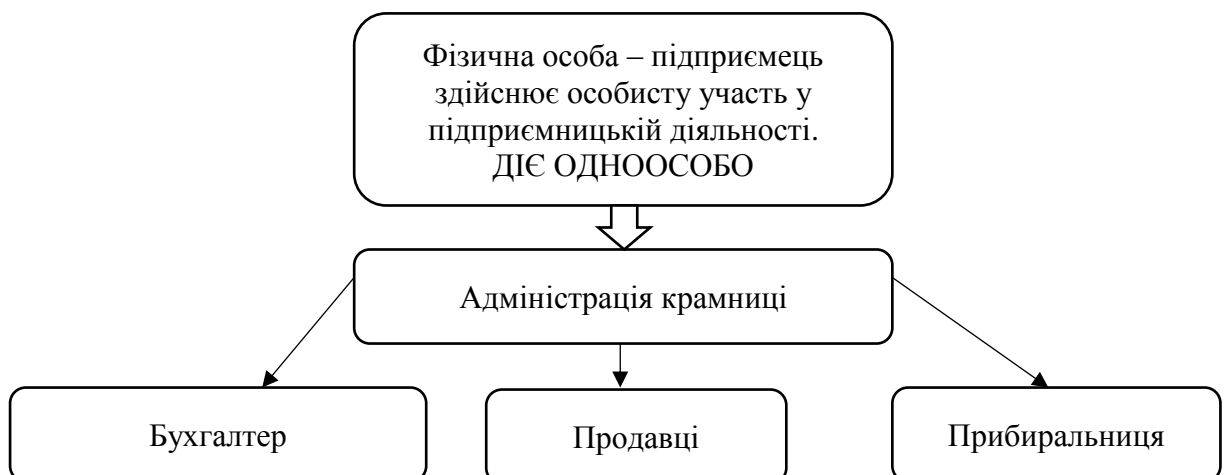 Фізична особа – підприємець
здійснює особисту участь у
підприємницькій діяльності.
ДІЄ ОДНООСОБО
Адміністрація крамниці
Бухгалтер
Продавці
Прибиральниця